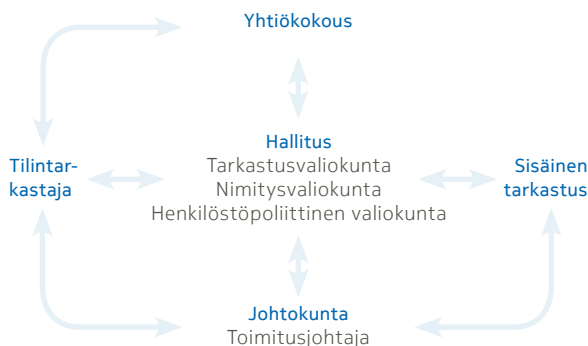 Yhtiökokous
Tilintar-
kastaja
Hallitus
Tarkastusvaliokunta
Nimitysvaliokunta
Henkilöstöpoliittinen valiokunta
Sisäinen
tarkastus
Johtokunta
Toimitusjohtaja